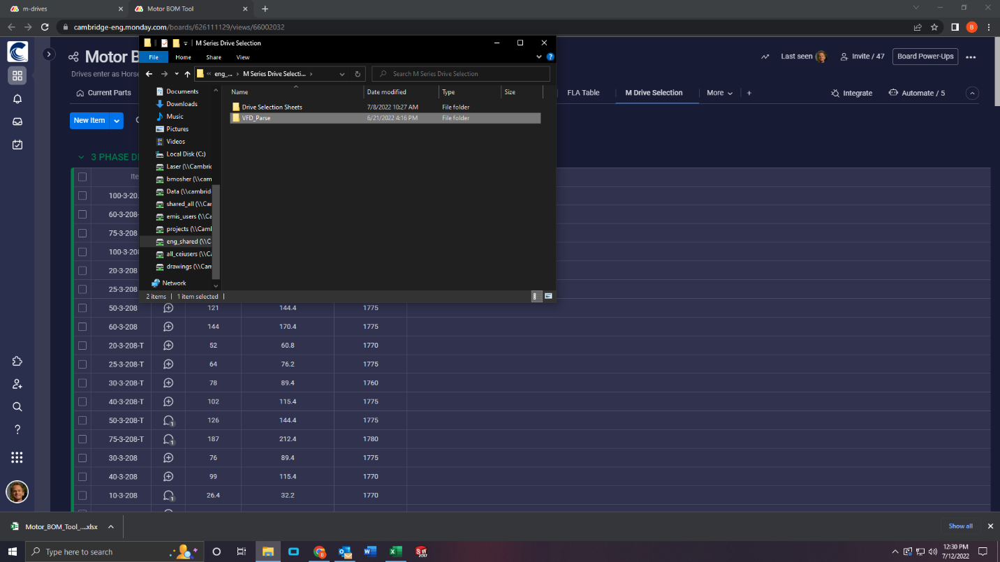 m-drives
Motor BOM Tool
cambridge-eng.monday.com/boards/626111129/views/66002032
B
M Series Drive Selection
File Home Share View
eng_... M Series Drive Selecti...
Search M Series Drive Selection
Name Date modified Type Size
Drive Selection Sheets 7/8/2022 10:27 AM File folder
VFD_Parse 6/21/2022 4:16 PM File folder
Documents
Downloads
Music
Pictures
Videos
Local Disk (C:)
Laser (\\Cambric
bmosher (\\cam
Data (\\cambrid
shared_all (\\Car
emis_users (\\C
projects (\\Camb
eng_shared (\\C
all_ceiusers (\\Ca
drawings (\\Cam
Network
2 items 1 item selected
Motor B
Drives enter as Horse
Last seen Invite / 47 Board Power-Ups
Current Parts FLA Table M Drive Selection More Integrate Automate / 5
New Item
3 PHASE D
Ite
100-3-20
60-3-208-
75-3-208
100-3-208
20-3-208
25-3-208
50-3-208 121 144.4 1775
60-3-208 144 170.4 1775
20-3-208-T 52 60.8 1770
25-3-208-T 64 76.2 1775
30-3-208-T 78 89.4 1760
40-3-208-T 102 115.4 1775
50-3-208-T 1 126 144.4 1775
75-3-208-T 1 187 212.4 1780
30-3-208 76 89.4 1775
40-3-208 99 115.4 1770
10-3-208 1 26.4 32.2 1770
Motor_BOM_Tool_....xlsx
Show all
Type here to search
B
SW
2017
12:30 PM
7/12/2022